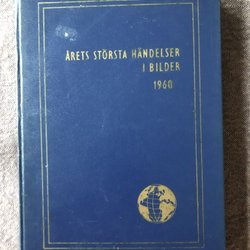 ÅRETS STÖRSTA HÄNDELSER
I BILDER
1960